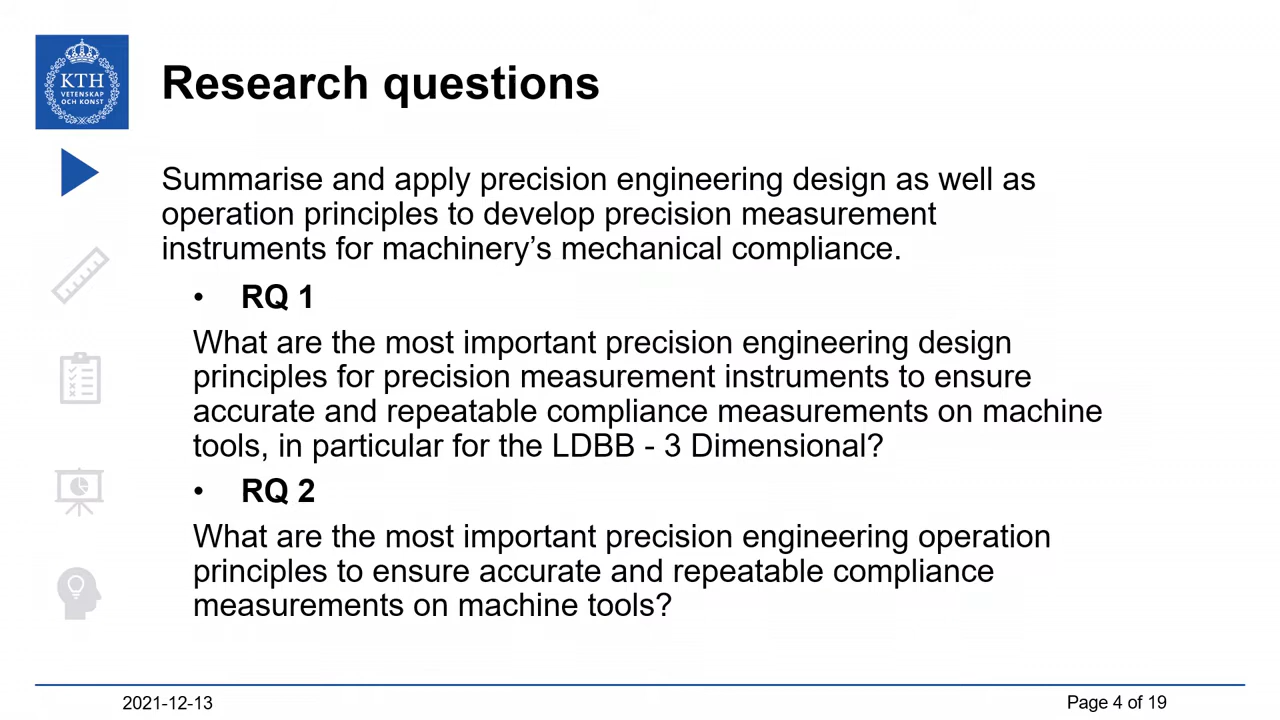 KTH
VETENSKAP
OCH KONST
Research questions
Summarise and apply precision engineering design as well as
operation principles to develop precision measurement
instruments for machinery’s mechanical compliance.
• RQ 1
What are the most important precision engineering design
principles for precision measurement instruments to ensure
accurate and repeatable compliance measurements on machine
tools, in particular for the LDBB - 3 Dimensional?
• RQ 2
What are the most important precision engineering operation
principles to ensure accurate and repeatable compliance
measurements on machine tools?
2021-12-13
Page 4 of 19